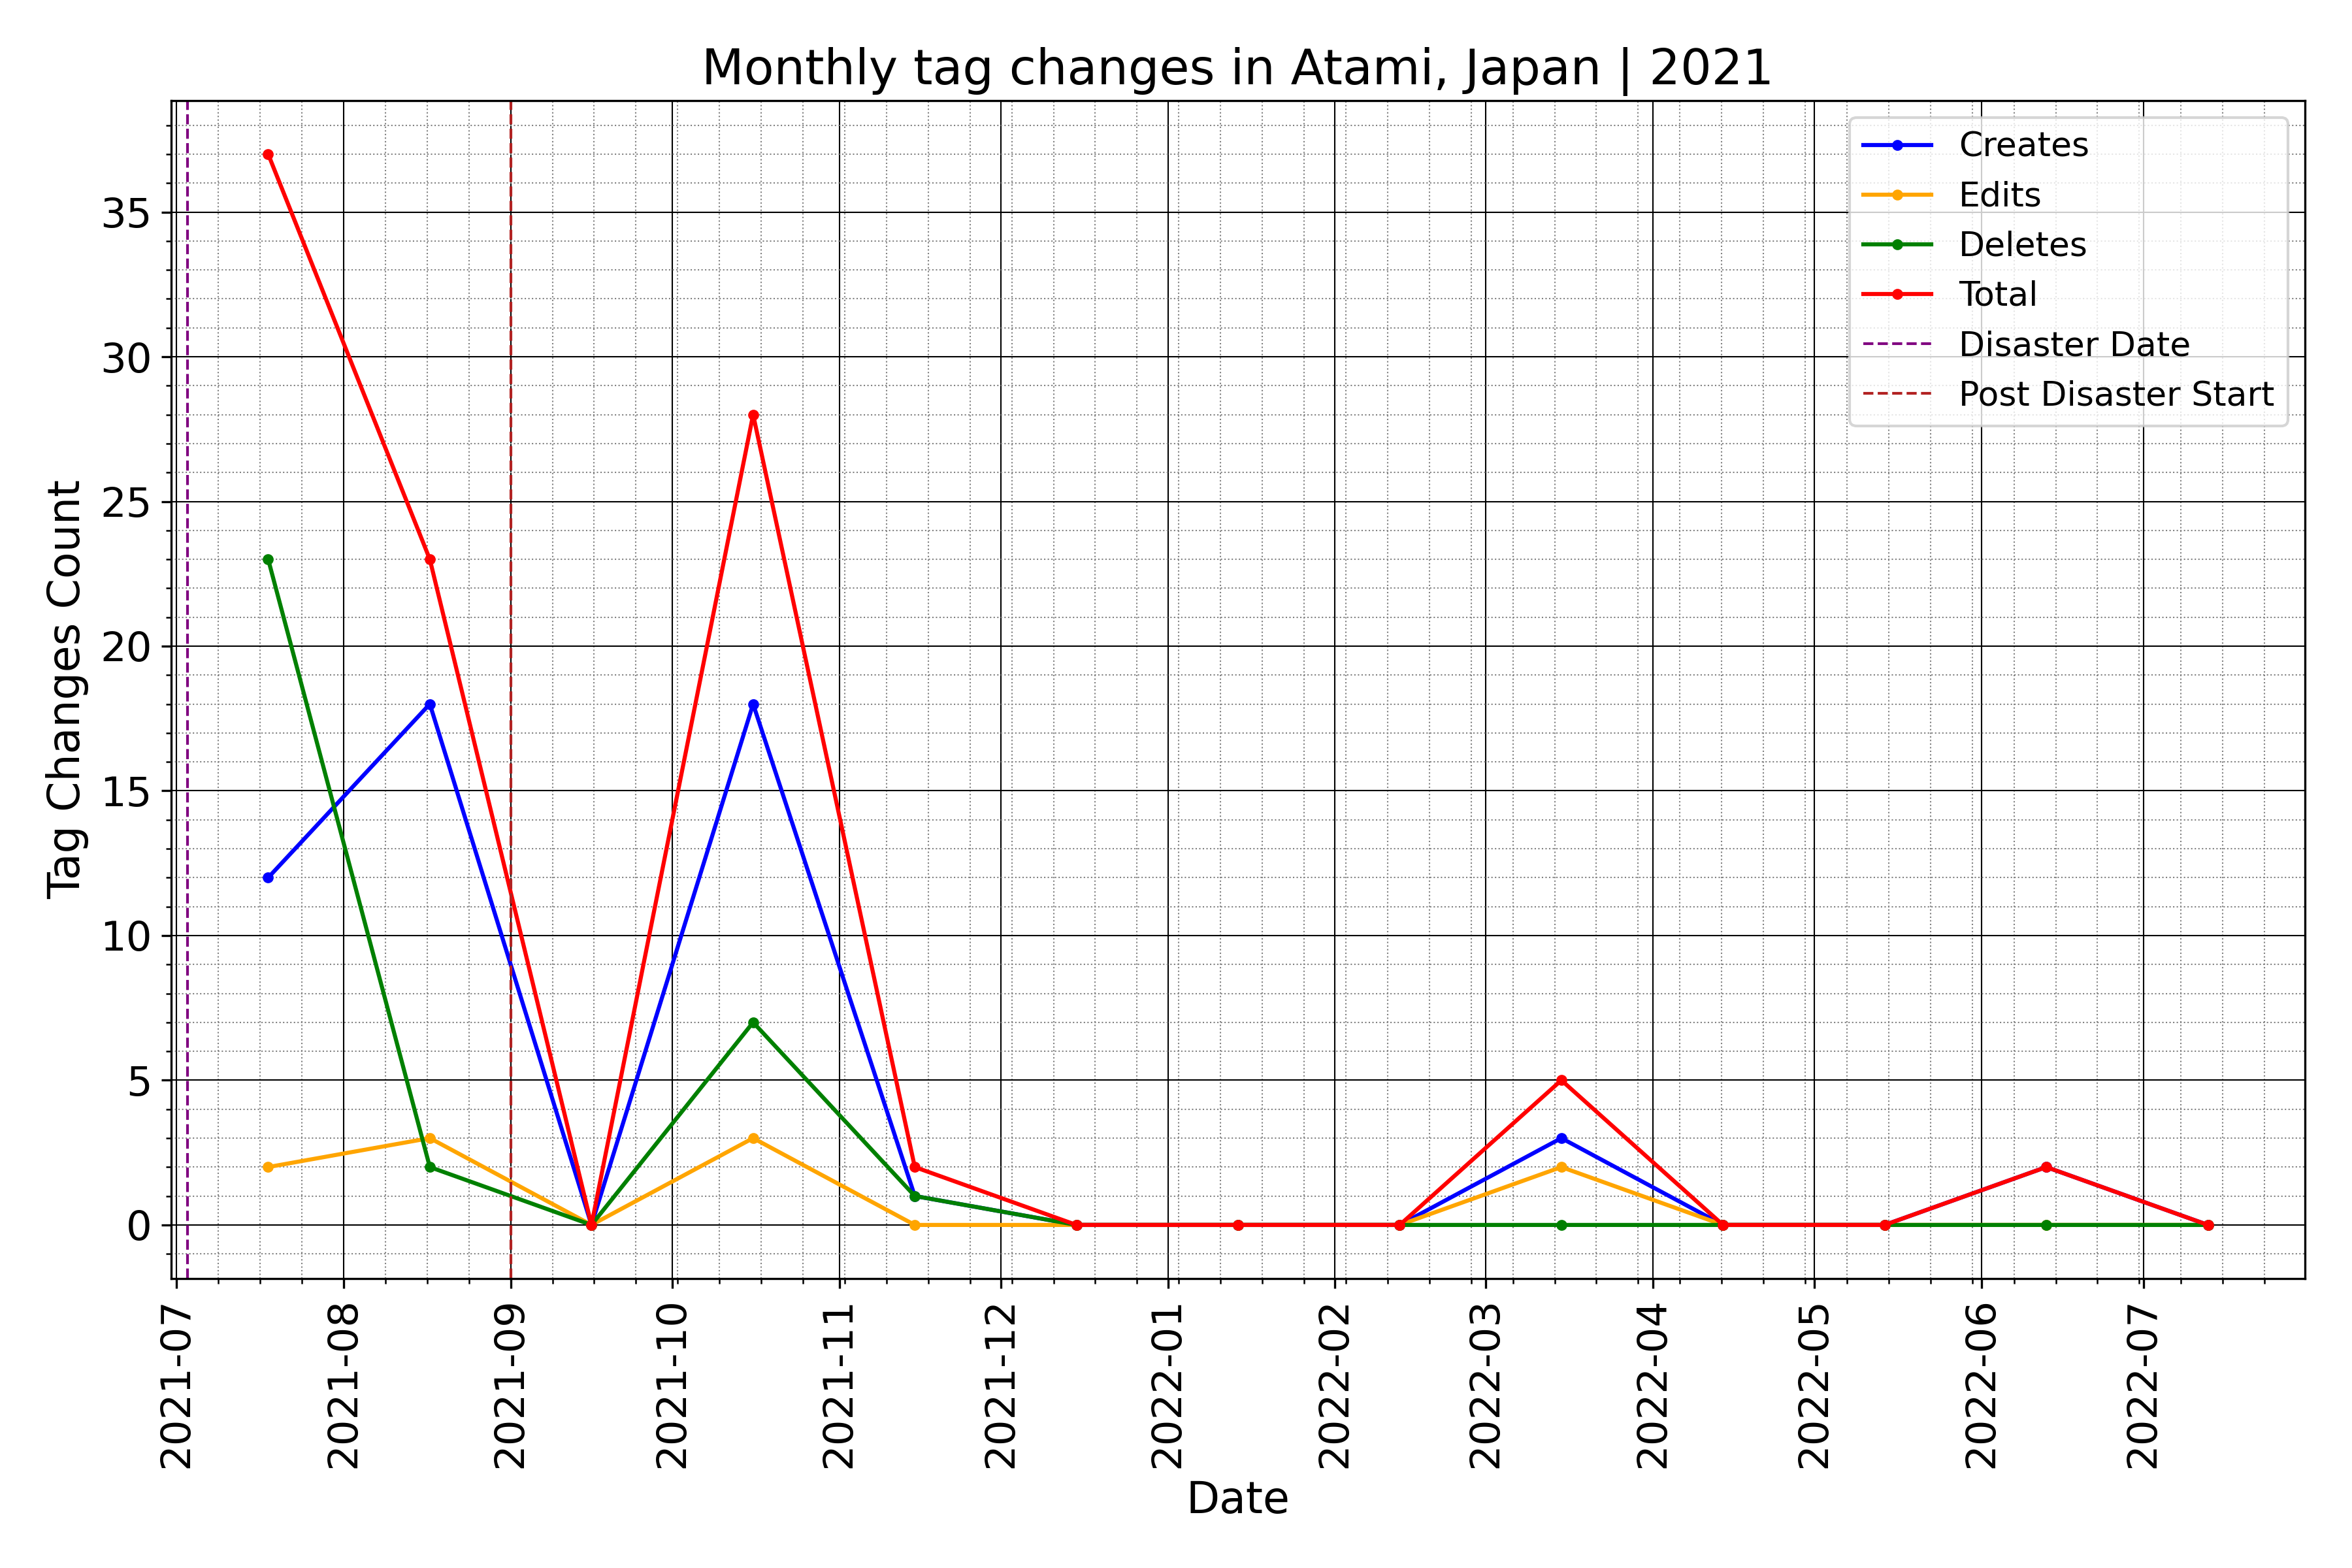 Monthly tag changes in Atami, Japan | 2021
Creates
Edits
Deletes
Total
Disaster Date
Post Disaster Start
Tag Changes Count
35
30
25
20
15
10
5
0
2021-07
2021-08
2021-09
2021-10
2021-11
2021-12
2022-01
2022-02
2022-03
2022-04
2022-05
2022-06
2022-07
Date